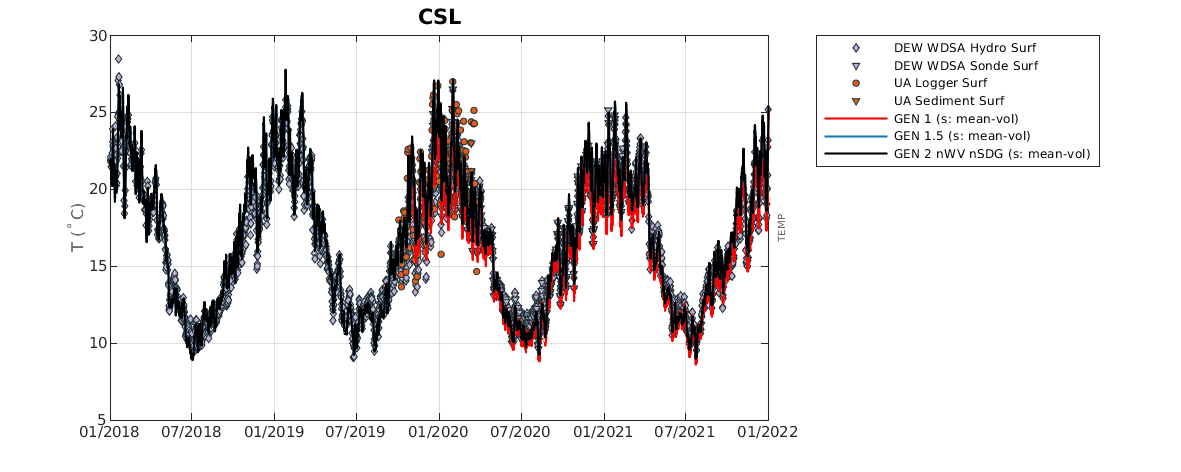 CSL
30
25
20
15
10
5
T (°C)
01/2018 07/2018 01/2019 07/2019 01/2020 07/2020 01/2021 07/2021 01/2022
TEMP
DEW WDSA Hydro Surf
DEW WDSA Sonde Surf
UA Logger Surf
UA Sediment Surf
GEN 1 (s: mean-vol)
GEN 1.5 (s: mean-vol)
GEN 2 nWV nSDG (s: mean-vol)